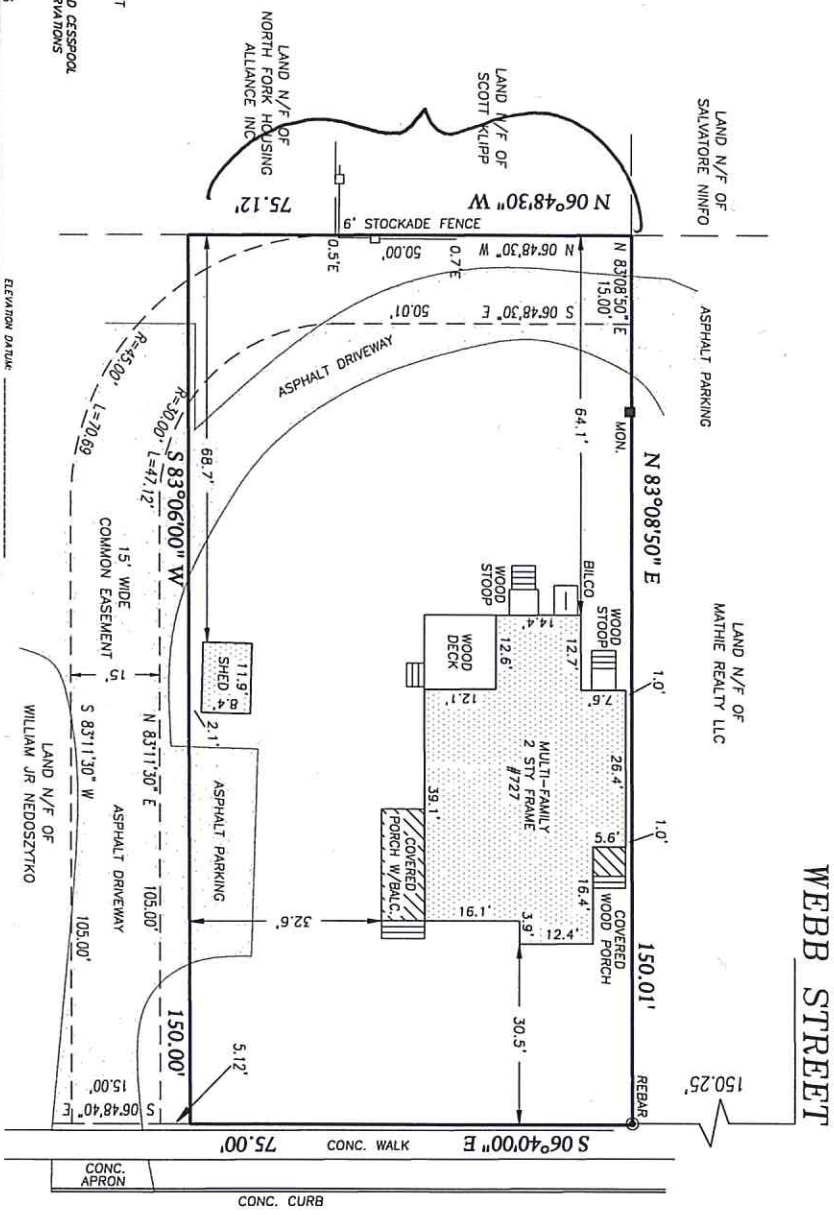 WEBB STREET
150.25'
LAND N/F OF
SALVATORE NINFO
ASPHALT PARKING
LAND N/F OF
MATHIE REALTY LLC
N 83°08'50" E
150.01'
REBAR
MON.
N 83°08'50" E
15.00'
LAND N/F OF
SCOTT KLIPP
LAND N/F OF
NORTH FORK HOUSING
ALLIANCE INC
N 06°48'30" W
75.12'
6' STOCKADE FENCE
0.5'E
0.7'E
N 06°48'30" W
50.00'
S 06°48'30" E
50.01'
ASPHALT DRIVEWAY
64.1'
68.7'
BILCO
WOOD
STOOP
WOOD
STOOP
1.0'
1.0'
7.6'
12.7'
14.4'
12.6'
WOOD
DECK
12.1'
26.4'
5.6'
16.4'
COVERED
WOOD PORCH
MULTI-FAMILY
2 STY FRAME
#727
39.1'
COVERED
PORCH W/BALC.
16.1'
3.9'
12.4'
30.5'
32.6'
11.9'
SHED
8.4'
2.1'
ASPHALT PARKING
S 83°06'00" W
150.00'
5.12'
R=30.00'
L=47.12'
R=45.00'
L=70.69
15' WIDE
COMMON EASEMENT
15'
N 83°11'30" E
105.00'
ASPHALT DRIVEWAY
S 83°11'30" W
105.00'
LAND N/F OF
WILLIAM JR NEDOSZYTKO
S 06°48'40" E
15.00'
S 06°40'00" E
75.00'
CONC. WALK
CONC.
APRON
CONC. CURB
CESSPOOL
ELEVATION DATUM: